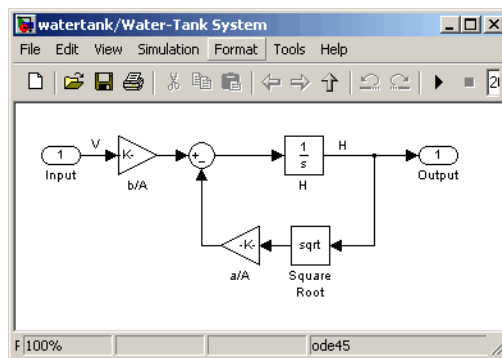 watertank/Water-Tank System
File Edit View Simulation Format Tools Help
V H
1 K- +- 1/s 1
Input b/A H Output
-K- sqrt
a/A Square
Root
F 100% ode45